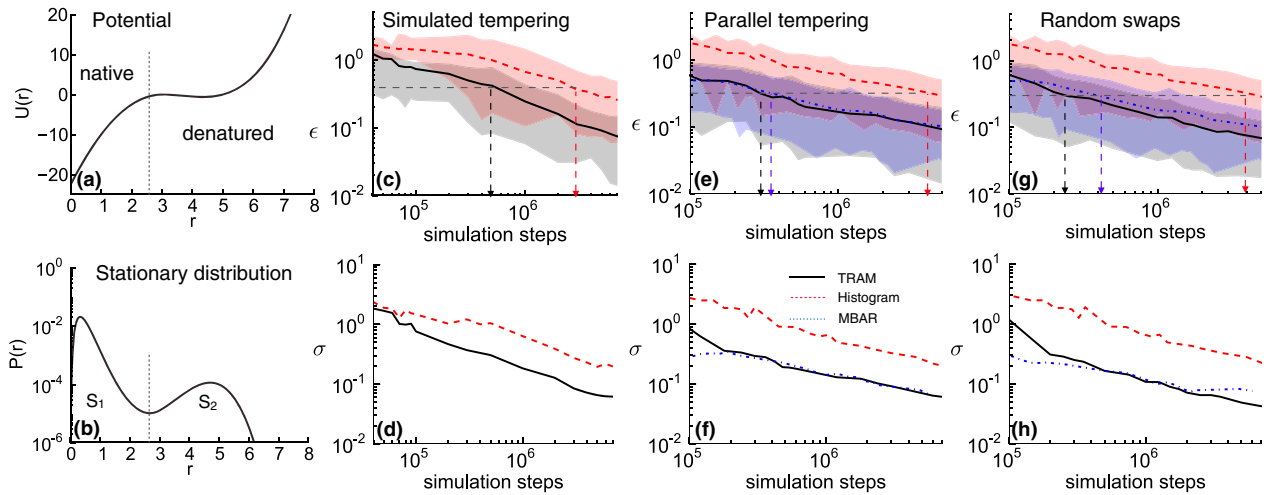 Potential
20
10
0
−10
−20
U(r)
native
denatured
(a)
0 1 2 3 4 5 6 7 8
r
Simulated tempering
10^0
10^-1
10^-2
ϵ
(c)
10^5 10^6
simulation steps
Parallel tempering
10^0
10^-1
10^-2
ϵ
(e)
10^5 10^6
simulation steps
Random swaps
10^0
10^-1
10^-2
ϵ
(g)
10^5 10^6
simulation steps
Stationary distribution
10^0
10^-2
10^-4
10^-6
P(r)
S1
S2
(b)
0 1 2 3 4 5 6 7 8
r
10^1
10^0
10^-1
10^-2
σ
(d)
10^5 10^6
simulation steps
10^1
10^0
10^-1
10^-2
σ
TRAM
Histogram
MBAR
(f)
10^5 10^6
simulation steps
10^1
10^0
10^-1
10^-2
σ
(h)
10^5 10^6
simulation steps